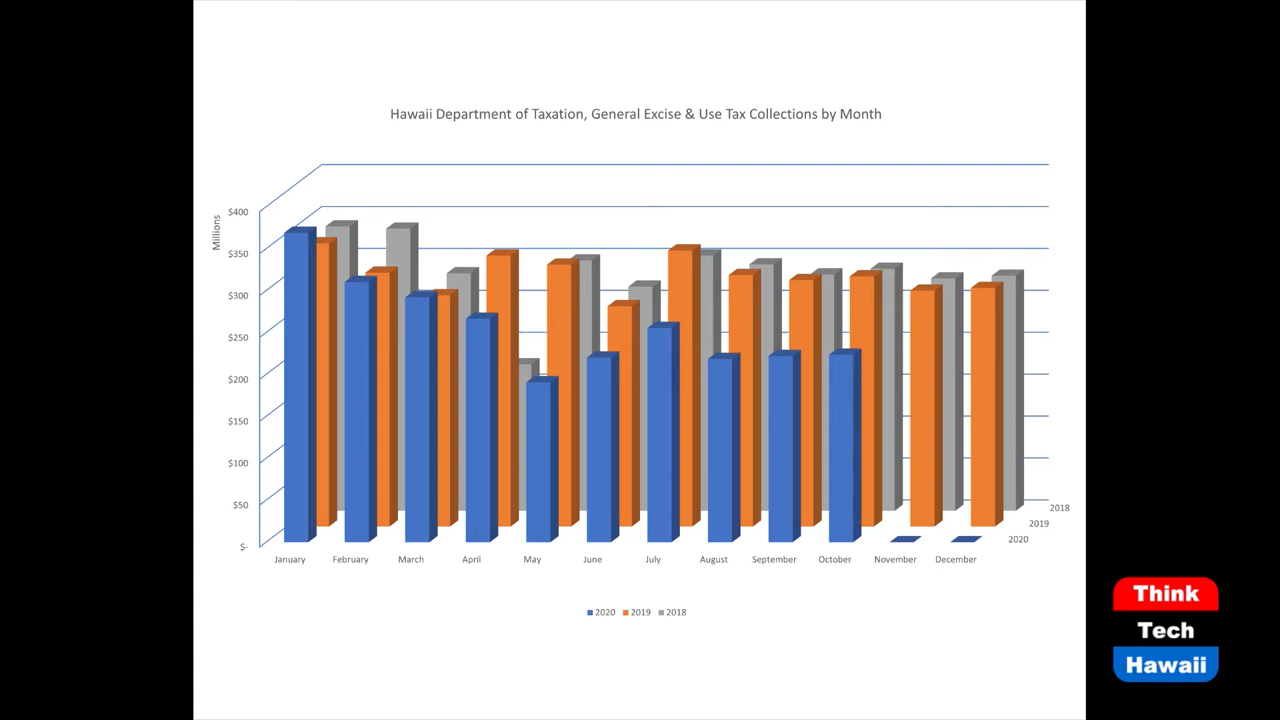 Hawaii Department of Taxation, General Excise & Use Tax Collections by Month
Millions
$400
$350
$300
$250
$200
$150
$100
$50
$-
2018
2019
2020
January February March April May June July August September October November December
2020 2019 2018
Think
Tech
Hawaii